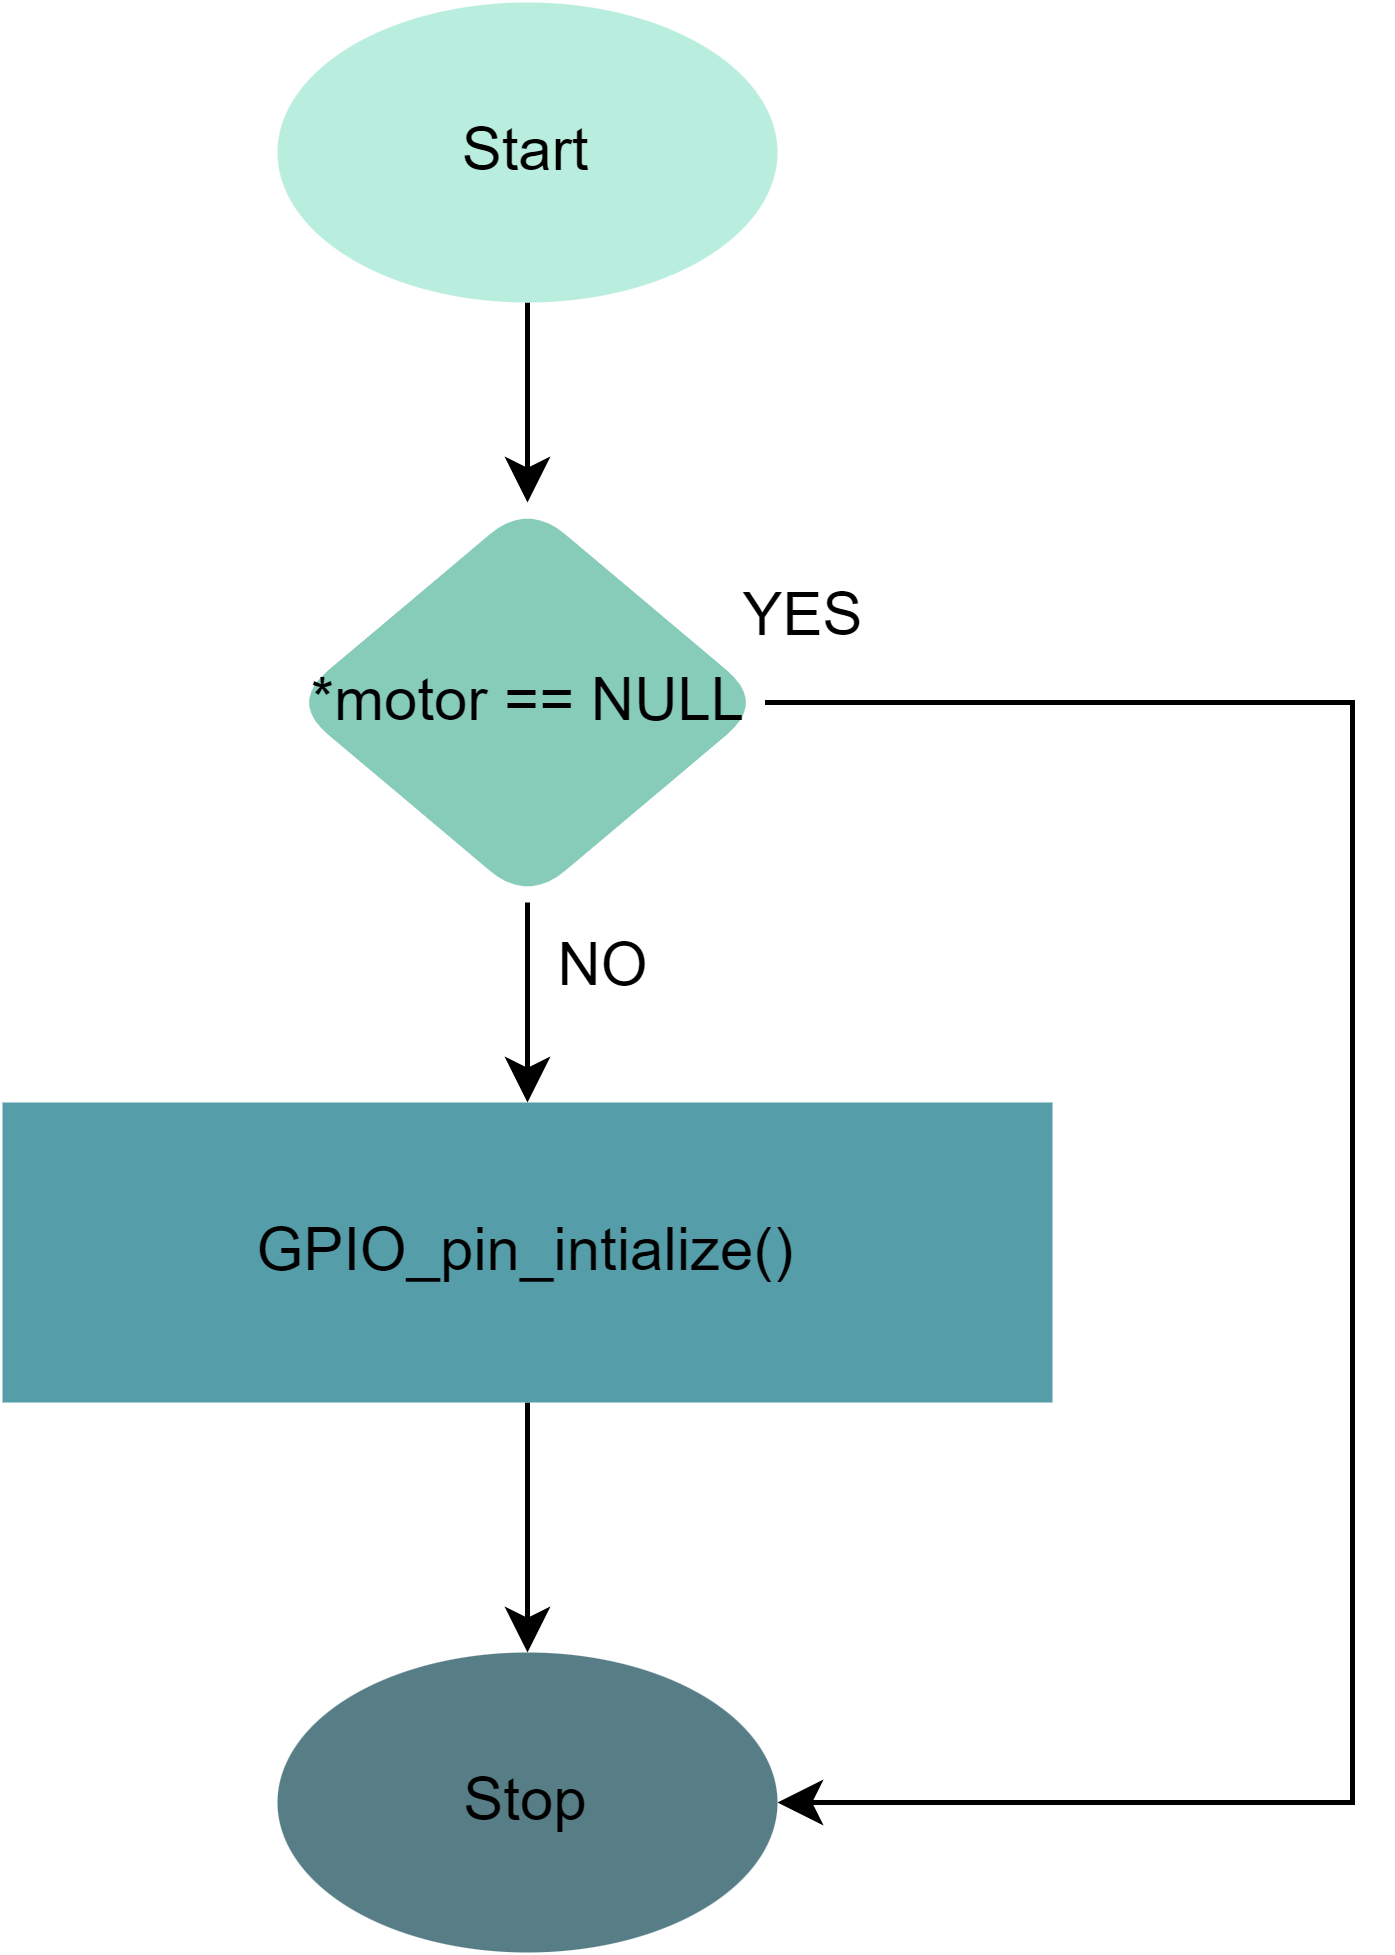 Start
YES
*motor == NULL
NO
GPIO_pin_intialize()
Stop